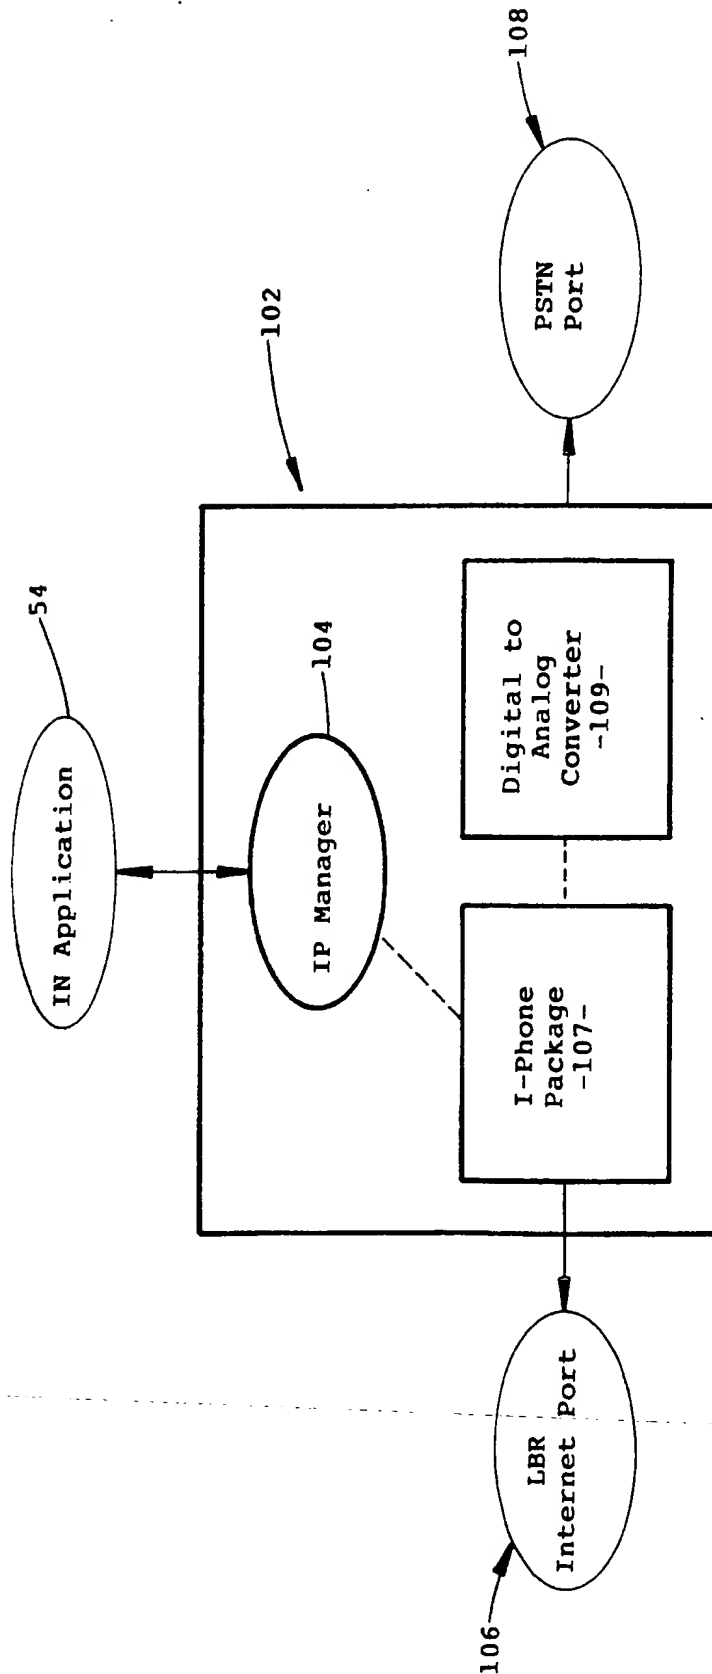 54
IN Application
102
104
IP Manager
108
PSTN
Port
I-Phone
Package
-107-
Digital to
Analog
Converter
-109-
LBR
Internet Port
106